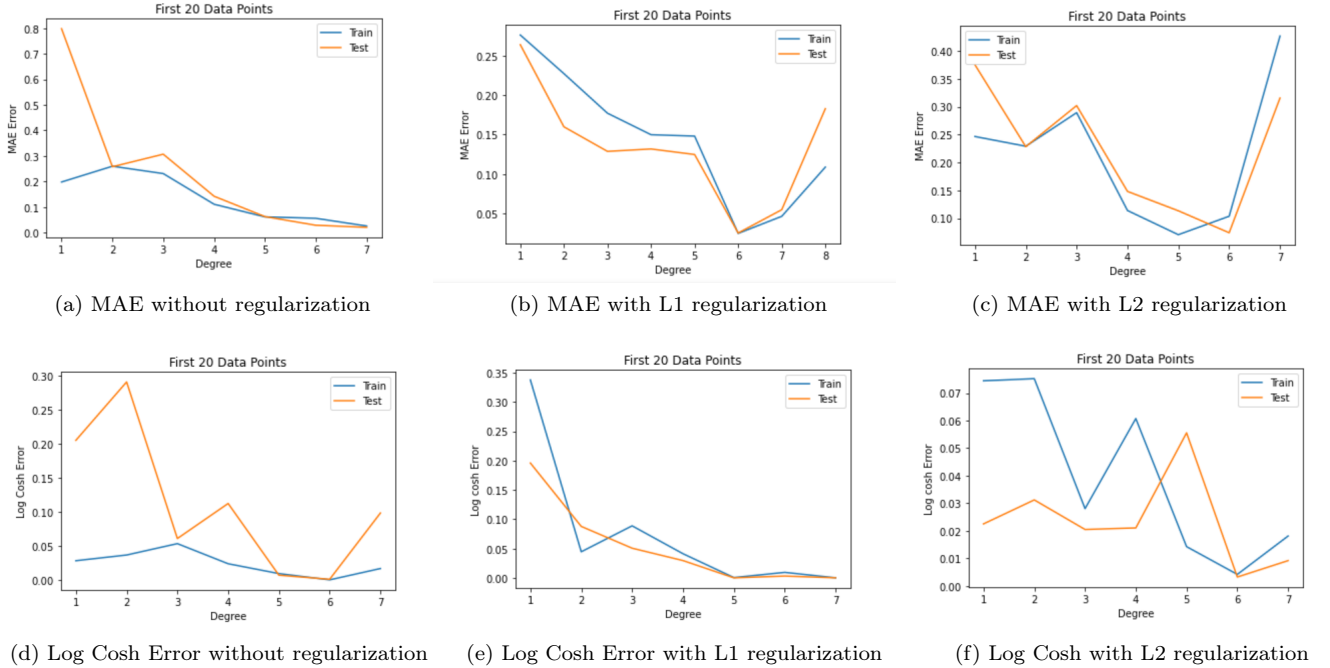 First 20 Data Points
MAE Error
0.8
0.7
0.6
0.5
0.4
0.3
0.2
0.1
0.0
Train
Test
1 2 3 4 5 6 7
Degree
(a) MAE without regularization
First 20 Data Points
MAE Error
0.25
0.20
0.15
0.10
0.05
Train
Test
1 2 3 4 5 6 7 8
Degree
(b) MAE with L1 regularization
First 20 Data Points
MAE Error
0.40
0.35
0.30
0.25
0.20
0.15
0.10
Train
Test
1 2 3 4 5 6 7
Degree
(c) MAE with L2 regularization
First 20 Data Points
Log Cosh Error
0.30
0.25
0.20
0.15
0.10
0.05
0.00
Train
Test
1 2 3 4 5 6 7
Degree
(d) Log Cosh Error without regularization
First 20 Data Points
Log cosh Error
0.35
0.30
0.25
0.20
0.15
0.10
0.05
0.00
Train
Test
1 2 3 4 5 6 7
Degree
(e) Log Cosh Error with L1 regularization
First 20 Data Points
Log cosh Error
0.07
0.06
0.05
0.04
0.03
0.02
0.01
0.00
Train
Test
1 2 3 4 5 6 7
Degree
(f) Log Cosh with L2 regularization